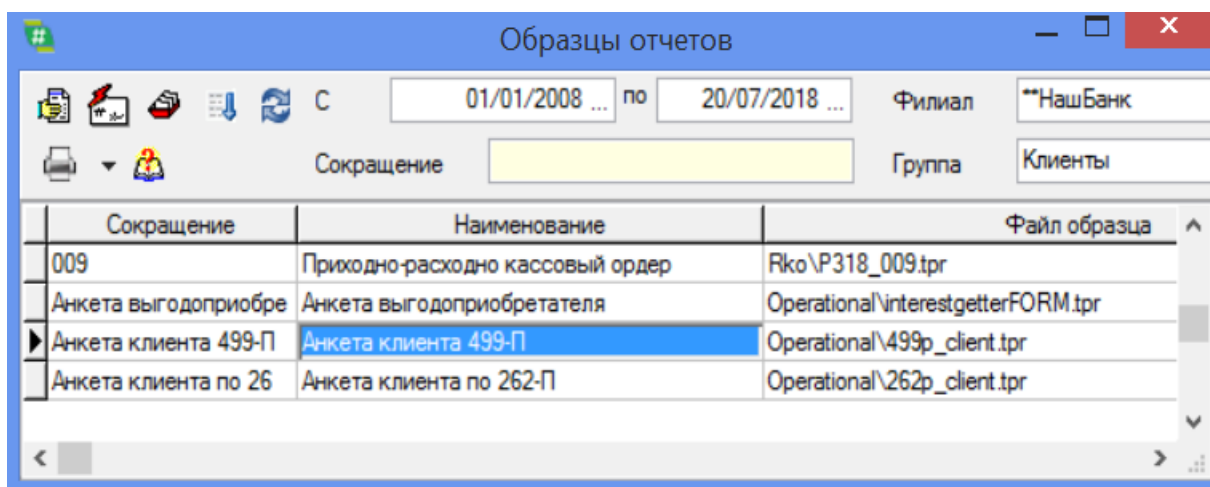 Образцы отчетов
С 01/01/2008 ... по 20/07/2018 ... Филиал **НашБанк
Сокращение Группа Клиенты
Сокращение Наименование Файл образца
009 Приходно-расходно кассовый ордер Rko\P318_009.tpr
Анкета выгодоприобре Анкета выгодоприобретателя Operational\interestgetterFORM.tpr
Анкета клиента 499-П Анкета клиента 499-П Operational\499p_client.tpr
Анкета клиента по 26 Анкета клиента по 262-П Operational\262p_client.tpr